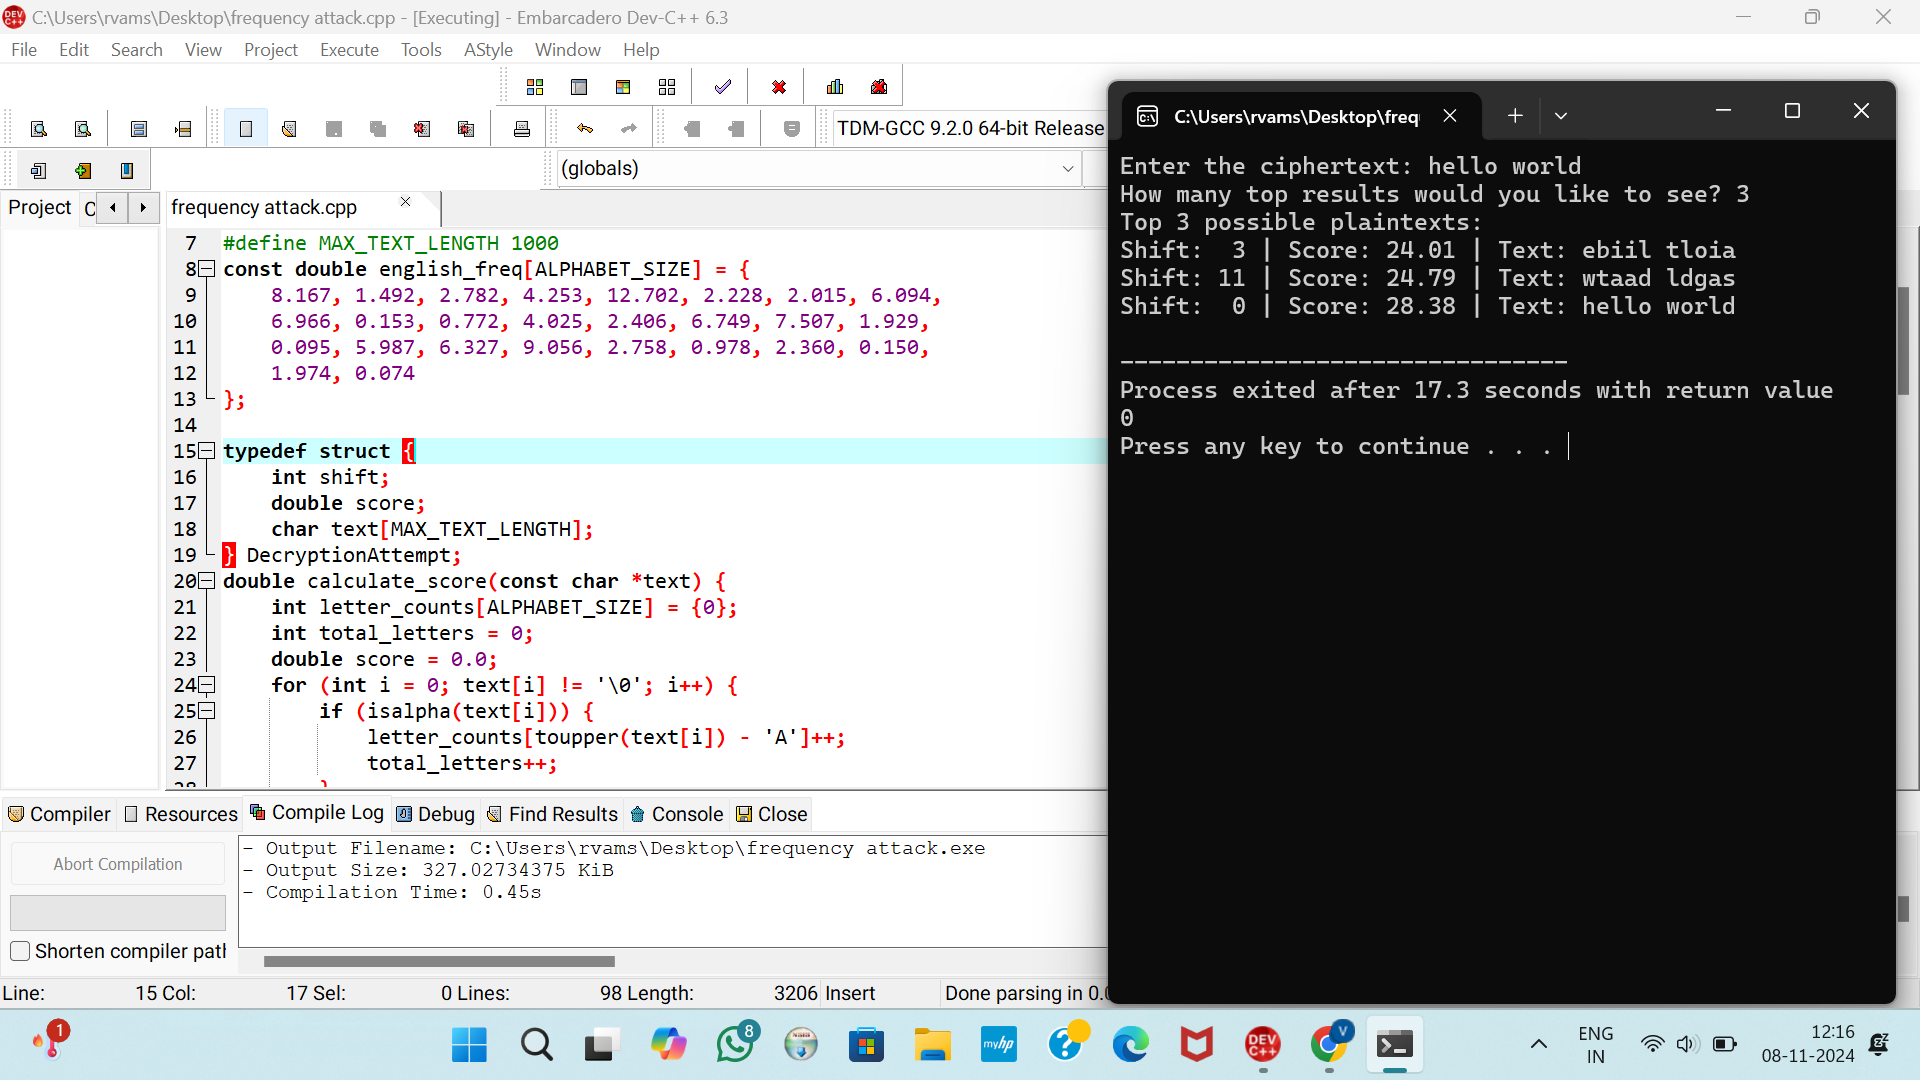 C:\Users\rvams\Desktop\frequency attack.cpp - [Executing] - Embarcadero Dev-C++ 6.3
File Edit Search View Project Execute Tools AStyle Window Help
TDM-GCC 9.2.0 64-bit Release
(globals)
Project
frequency attack.cpp
7 #define MAX_TEXT_LENGTH 1000
8 const double english_freq[ALPHABET_SIZE] = {
9 8.167, 1.492, 2.782, 4.253, 12.702, 2.228, 2.015, 6.094,
10 6.966, 0.153, 0.772, 4.025, 2.406, 6.749, 7.507, 1.929,
11 0.095, 5.987, 6.327, 9.056, 2.758, 0.978, 2.360, 0.150,
12 1.974, 0.074
13 };
14
15 typedef struct {
16 int shift;
17 double score;
18 char text[MAX_TEXT_LENGTH];
19 } DecryptionAttempt;
20 double calculate_score(const char *text) {
21 int letter_counts[ALPHABET_SIZE] = {0};
22 int total_letters = 0;
23 double score = 0.0;
24 for (int i = 0; text[i] != '\0'; i++) {
25 if (isalpha(text[i])) {
26 letter_counts[toupper(text[i]) - 'A']++;
27 total_letters++;
C:\Users\rvams\Desktop\freq
Enter the ciphertext: hello world
How many top results would you like to see? 3
Top 3 possible plaintexts:
Shift:  3 | Score: 24.01 | Text: ebiil tloia
Shift: 11 | Score: 24.79 | Text: wtaad ldgas
Shift:  0 | Score: 28.38 | Text: hello world
--------------------------------
Process exited after 17.3 seconds with return value
0
Press any key to continue . . .
Compiler Resources Compile Log Debug Find Results Console Close
Abort Compilation
Shorten compiler
- Output Filename: C:\Users\rvams\Desktop\frequency attack.exe
- Output Size: 327.02734375 KiB
- Compilation Time: 0.45s
Line: 15 Col: 17 Sel: 0 Lines: 98 Length: 3206 Insert Done parsing in
1
8
myhp
DEV C++
V
ENG
IN
12:16
08-11-2024